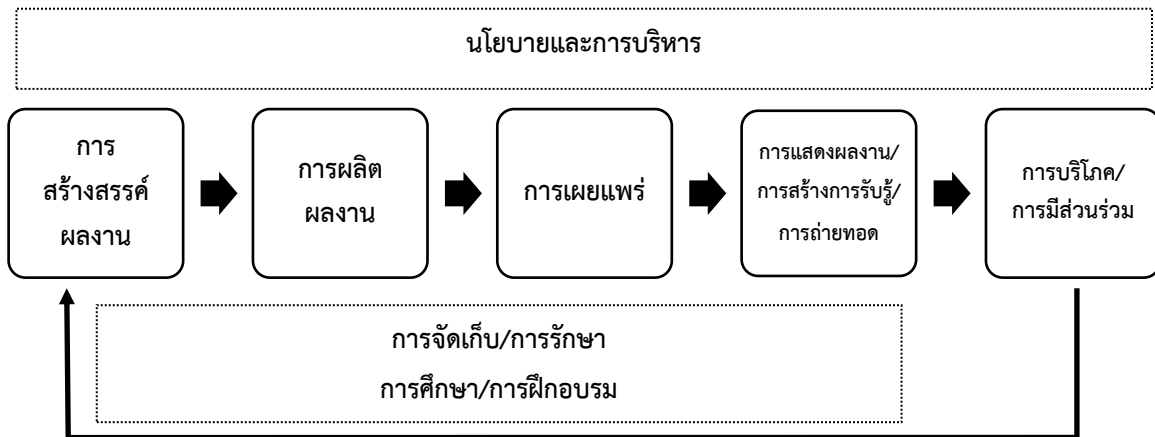 นโยบายและการบริหาร
การ
สร้างสรรค์
ผลงาน
การผลิต
ผลงาน
การเผยแพร่
การแสดงผลงาน/
การสร้างการรับรู้/
การถ่ายทอด
การบริโภค/
การมีส่วนร่วม
การจัดเก็บ/การรักษา
การศึกษา/การฝึกอบรม